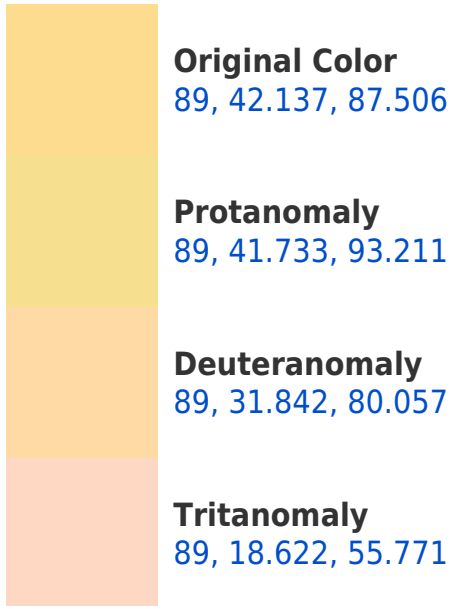 Original Color
89, 42.137, 87.506
Protanomaly
89, 41.733, 93.211
Deuteranomaly
89, 31.842, 80.057
Tritanomaly
89, 18.622, 55.771